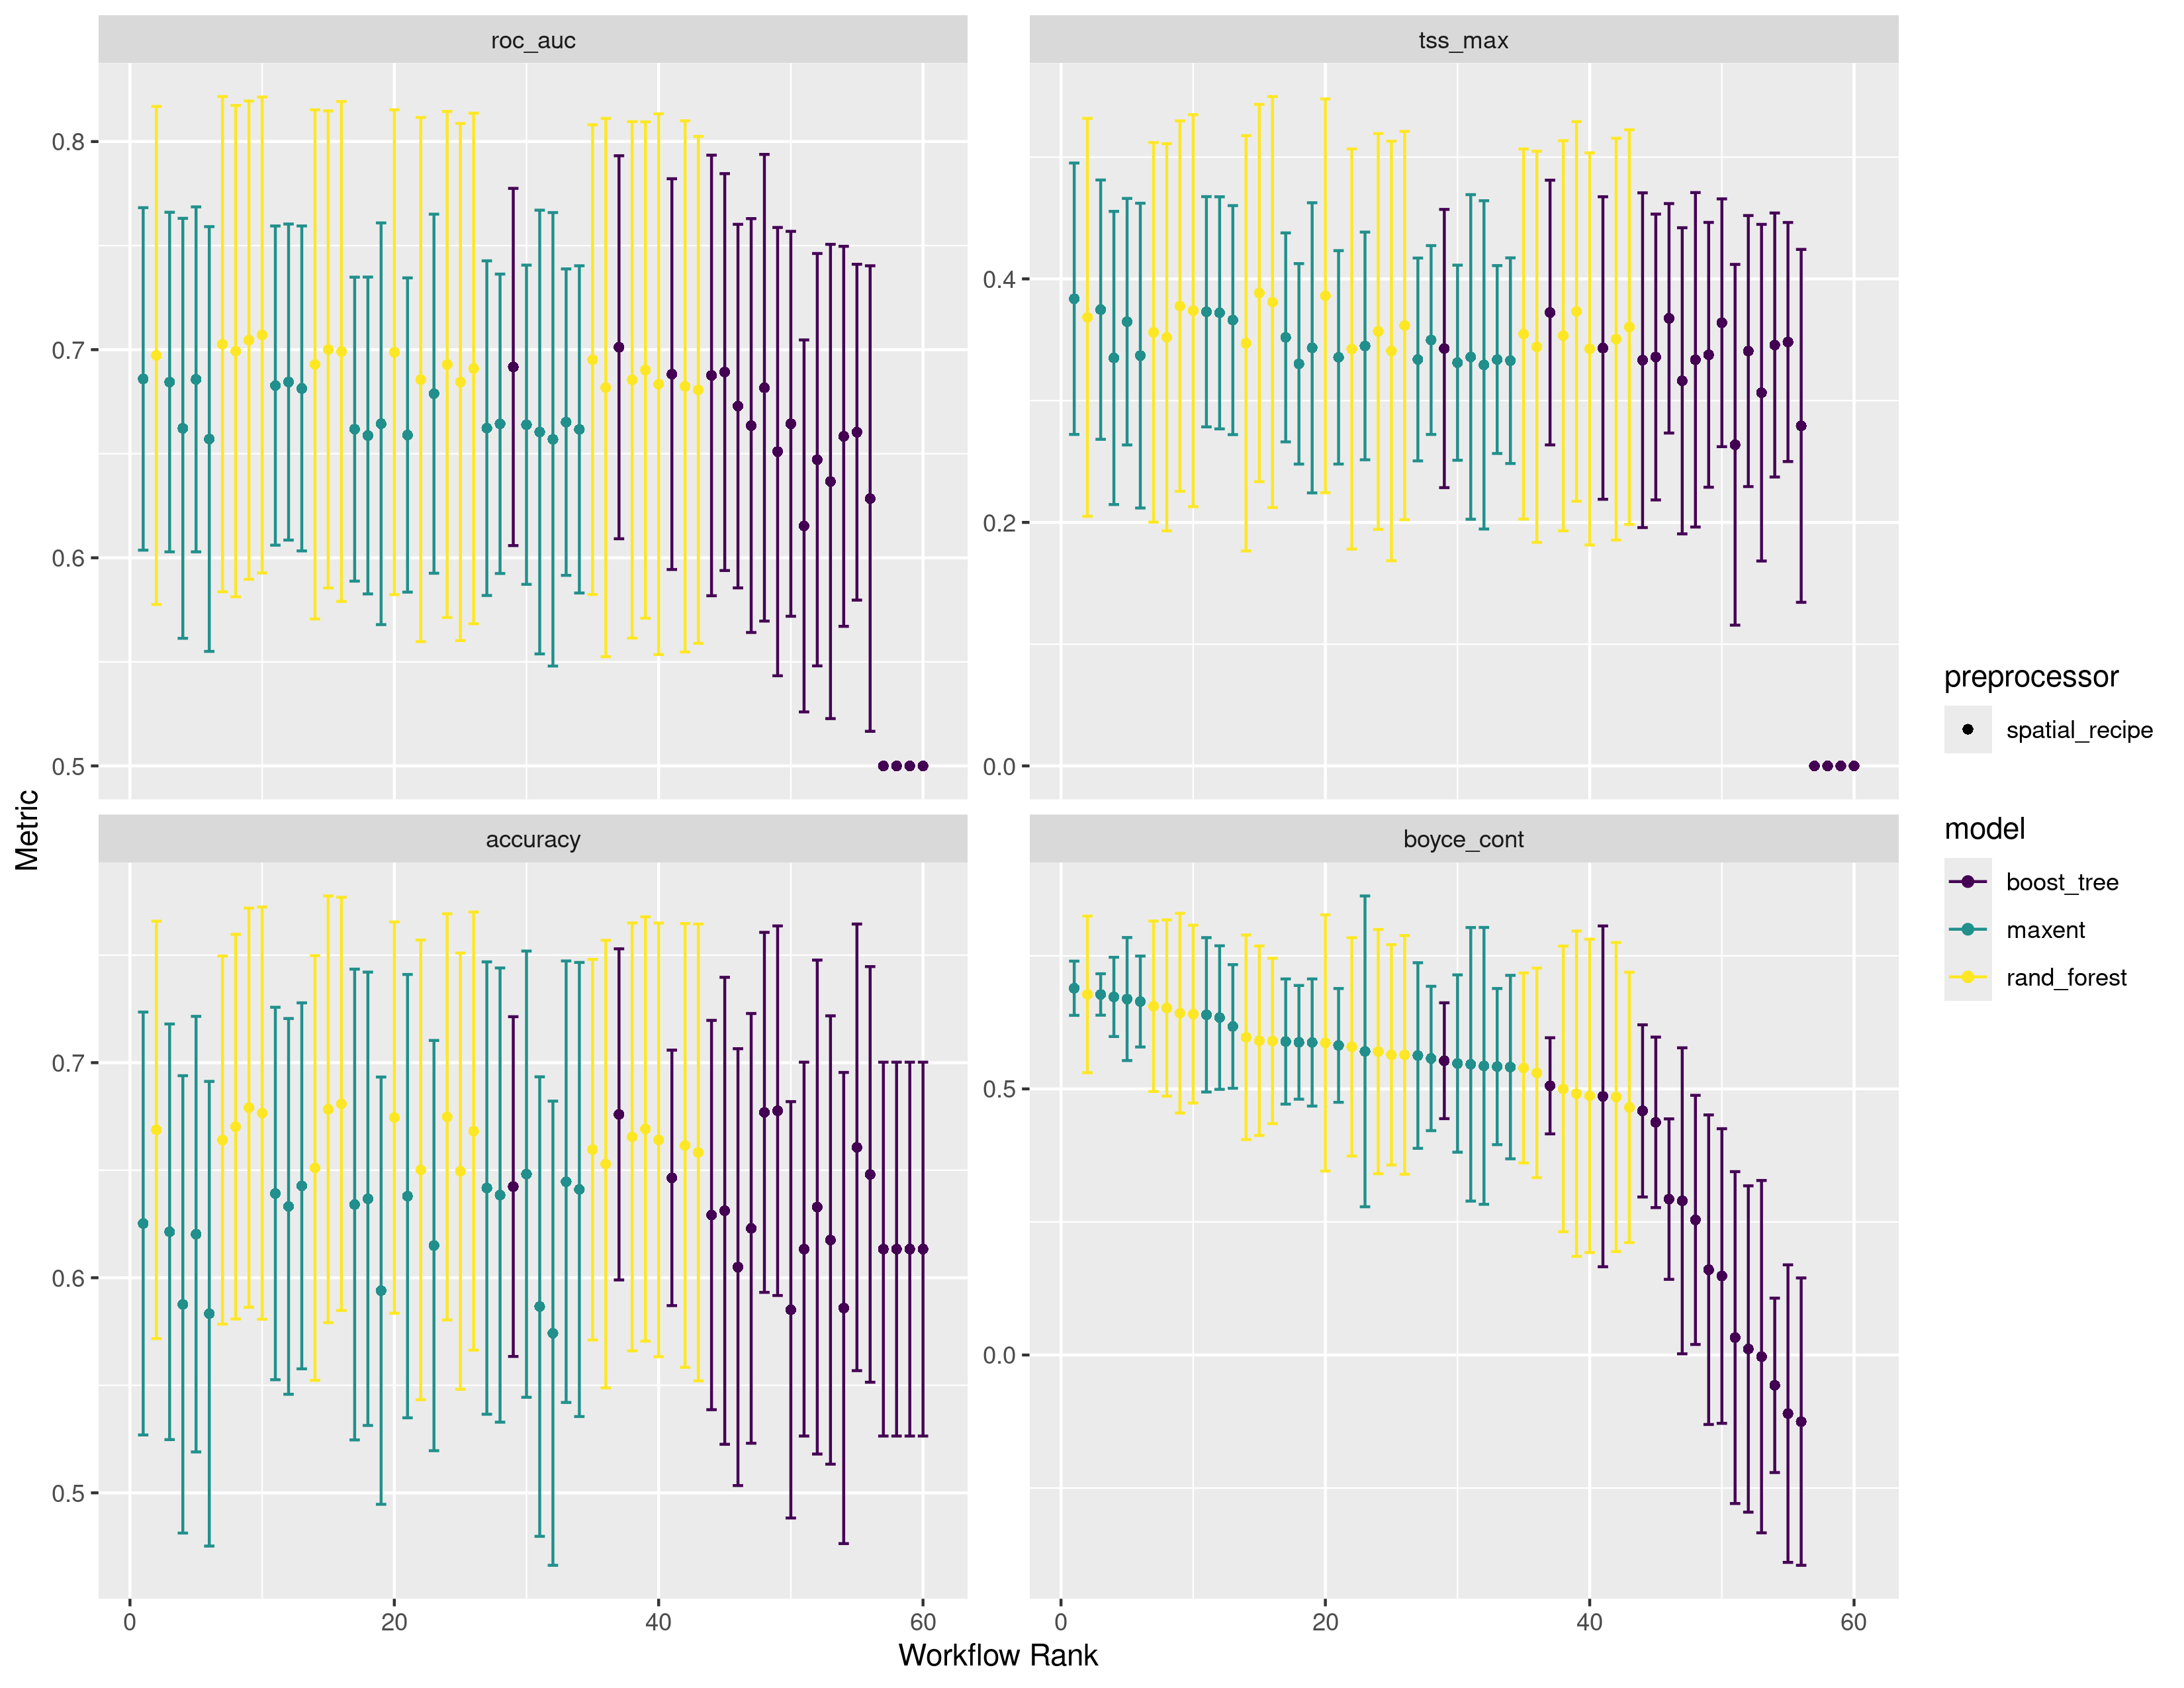 roc_auc
tss_max
0.8
0.7
0.6
0.5
0.4
0.2
0.0
accuracy
boyce_cont
0.7
0.6
0.5
0.5
0.0
0
20
40
60
0
20
40
60
Metric
Workflow Rank
preprocessor
spatial_recipe
model
boost_tree
maxent
rand_forest